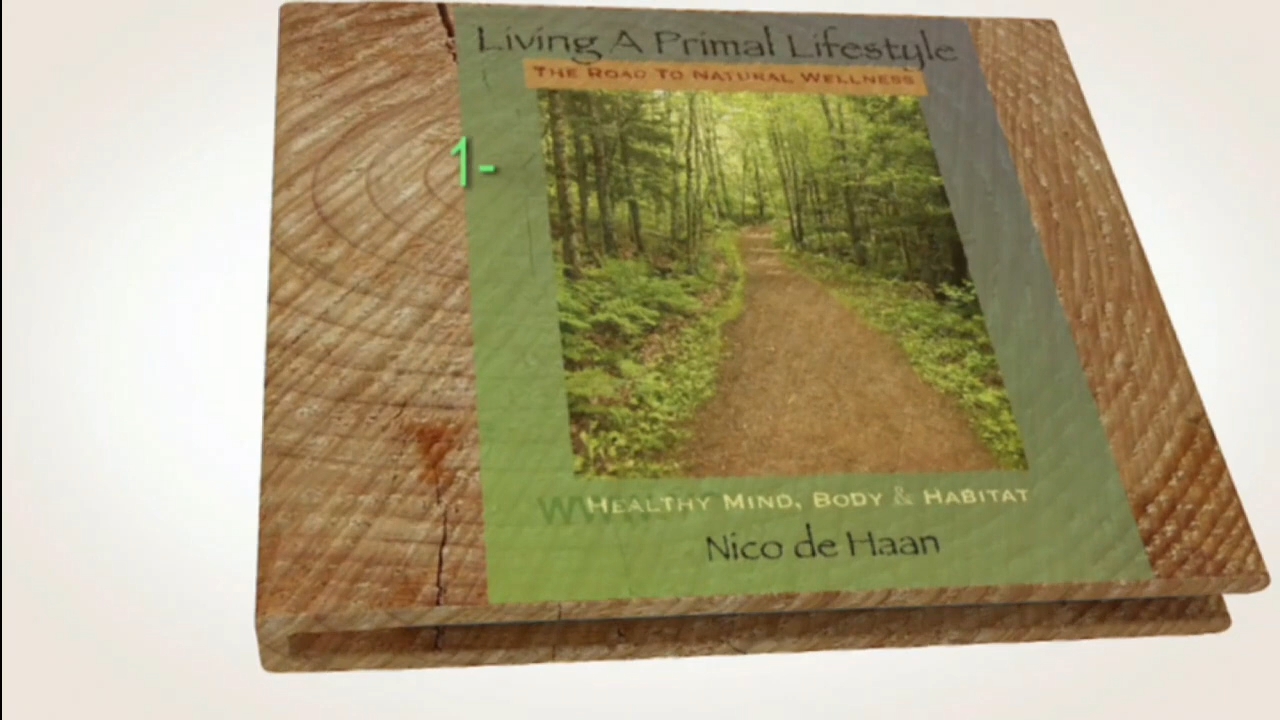 Living A Primal Lifestyle
THE ROAD TO NATURAL WELLNESS
1-
HEALTHY MIND, BODY & HABITAT
Nico de Haan